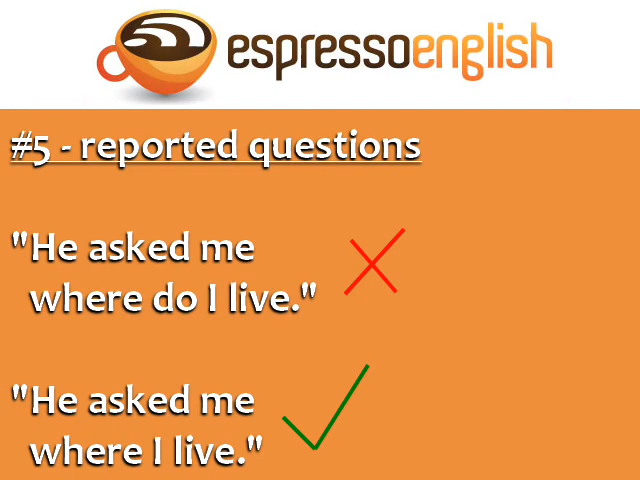 espressoenglish
#5 - reported questions
"He asked me
where do I live."
"He asked me
where I live."